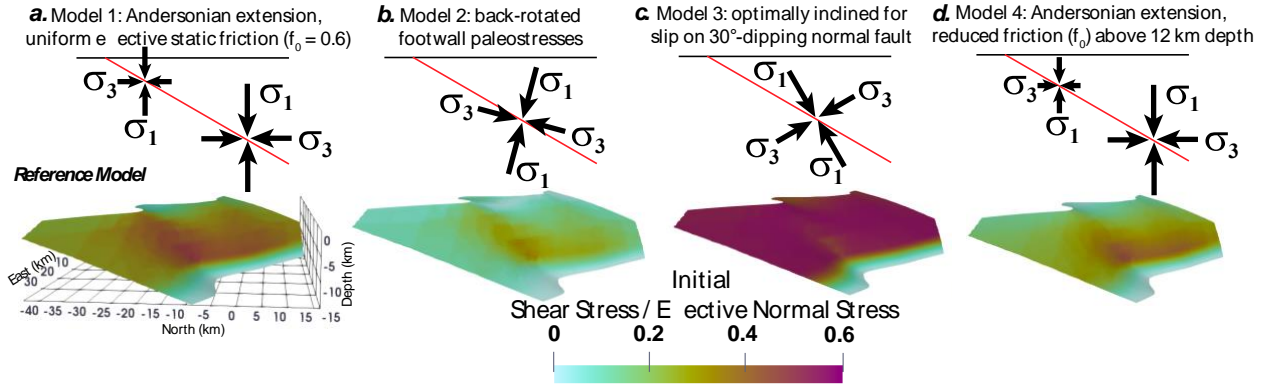 a. Model 1: Andersonian extension,
uniform e ective static friction (f₀ = 0.6)
b. Model 2: back-rotated
footwall paleostresses
c. Model 3: optimally inclined for
slip on 30°-dipping normal fault
d. Model 4: Andersonian extension,
reduced friction (f₀) above 12 km depth
σ₃
σ₁
σ₁
σ₃
σ₁
σ₃
σ₃
σ₁
σ₁
σ₃
σ₃
σ₁
σ₃
σ₁
σ₁
σ₃
Reference Model
East (km)
10
20
30
0
-5
-10
Depth (km)
-40 -35 -30 -25 -20 -15 -10 -5 0 5 10 15
North (km)
Initial
Shear Stress / E ective Normal Stress
0 0.2 0.4 0.6